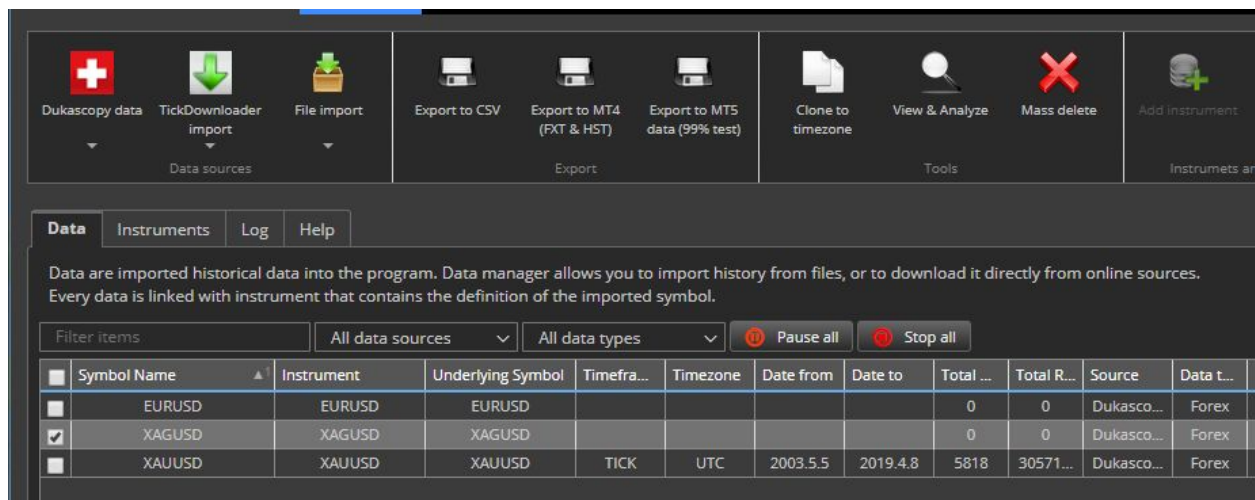 Dukascopy data
TickDownloader
import
File import
Data sources
Export to CSV
Export to MT4
(FXT & HST)
Export to MT5
data (99% test)
Export
Clone to
timezone
View & Analyze
Mass delete
Tools
Add instrument
Instrumets ar
Data Instruments Log Help
Data are imported historical data into the program. Data manager allows you to import history from files, or to download it directly from online sources.
Every data is linked with instrument that contains the definition of the imported symbol.
Filter items All data sources All data types Pause all Stop all
Symbol Name 1 Instrument Underlying Symbol Timefra... Timezone Date from Date to Total ... Total R... Source Data t...
EURUSD EURUSD EURUSD 0 0 Dukasco... Forex
XAGUSD XAGUSD XAGUSD 0 0 Dukasco... Forex
XAUUSD XAUUSD XAUUSD TICK UTC 2003.5.5 2019.4.8 5818 30571... Dukasco... Forex